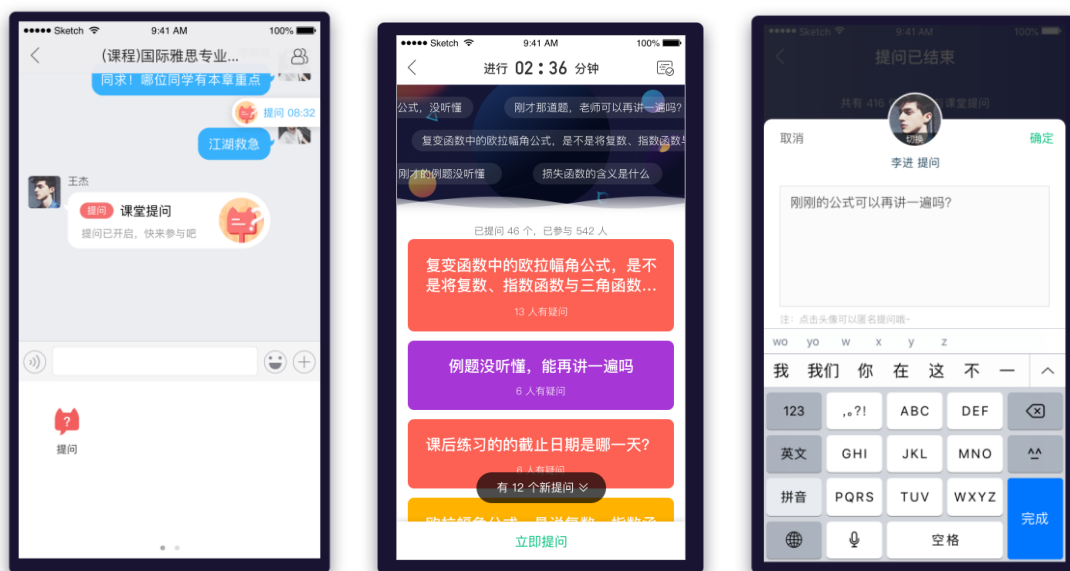 Sketch 9:41 AM 100%
(课程)国际雅思专业...
同求！哪位同学有本章重点
提问 08:32
江湖救急
王杰
提问 课堂提问
提问已开启，快来参与吧
?
提问
Sketch 9:41 AM 100%
进行 02:36 分钟
公式，没听懂
刚才那道题，老师可以再讲一遍吗?
复变函数中的欧拉幅角公式，是不是将复数、指数函数与
刚才的例题没听懂
损失函数的含义是什么
已提问 46 个，已参与 542 人
复变函数中的欧拉幅角公式，是不
是将复数、指数函数与三角函数...
13 人有疑问
例题没听懂，能再讲一遍吗
6 人有疑问
课后练习的的截止日期是哪一天?
6 人有疑问
有 12 个新提问
立即提问
Sketch 9:41 AM 100%
提问已结束
共有 416
课堂提问
取消
切换
确定
李进 提问
刚刚的公式可以再讲一遍吗?
注：点击头像可以匿名提问哦~
wo yo w x y z
我 我们 你 在 这 不 一
123 ,。?! ABC DEF
英文 GHI JKL MNO ^^
拼音 PQRS TUV WXYZ
完成
空格